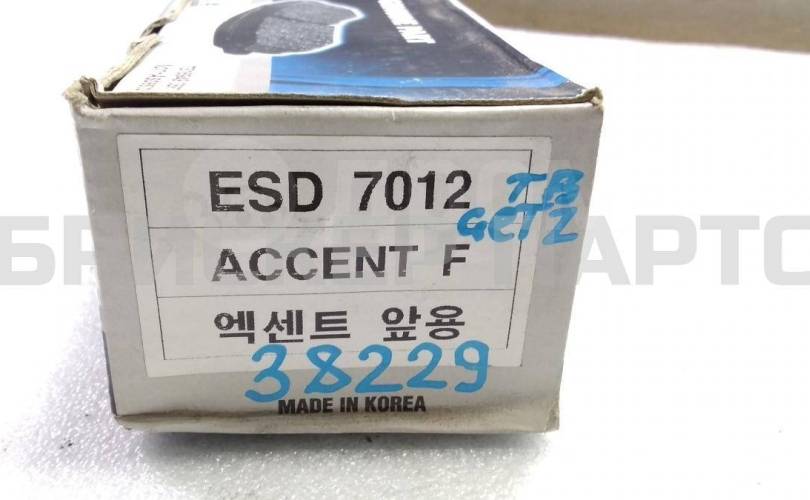 ESD 7012
TB
GETZ
ACCENT F
엑센트 앞용
38229
MADE IN KOREA